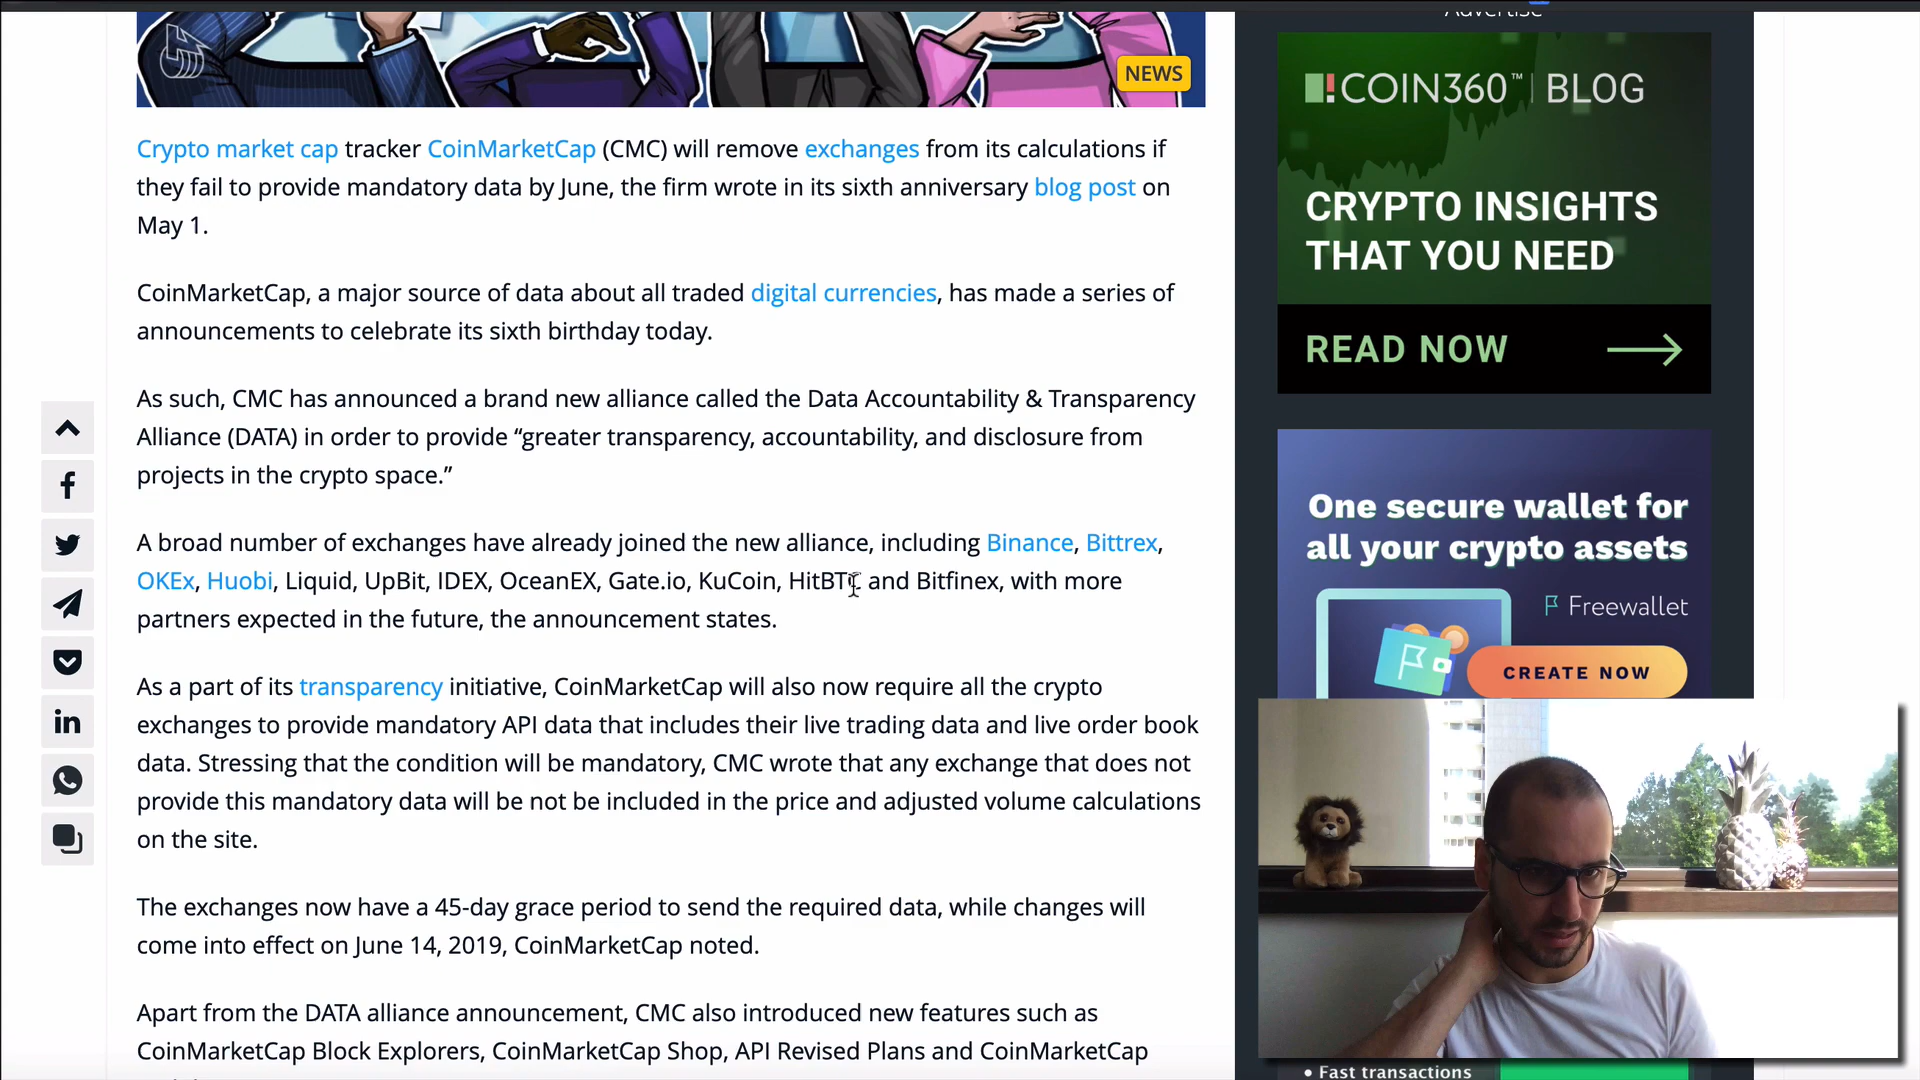 Advertise
NEWS
Crypto market cap tracker CoinMarketCap (CMC) will remove exchanges from its calculations if
they fail to provide mandatory data by June, the firm wrote in its sixth anniversary blog post on
May 1.
CoinMarketCap, a major source of data about all traded digital currencies, has made a series of
announcements to celebrate its sixth birthday today.
As such, CMC has announced a brand new alliance called the Data Accountability & Transparency
Alliance (DATA) in order to provide “greater transparency, accountability, and disclosure from
projects in the crypto space.”
A broad number of exchanges have already joined the new alliance, including Binance, Bittrex,
OKEx, Huobi, Liquid, UpBit, IDEX, OceanEX, Gate.io, KuCoin, HitBTC and Bitfinex, with more
partners expected in the future, the announcement states.
As a part of its transparency initiative, CoinMarketCap will also now require all the crypto
exchanges to provide mandatory API data that includes their live trading data and live order book
data. Stressing that the condition will be mandatory, CMC wrote that any exchange that does not
provide this mandatory data will be not be included in the price and adjusted volume calculations
on the site.
The exchanges now have a 45-day grace period to send the required data, while changes will
come into effect on June 14, 2019, CoinMarketCap noted.
Apart from the DATA alliance announcement, CMC also introduced new features such as
CoinMarketCap Block Explorers, CoinMarketCap Shop, API Revised Plans and CoinMarketCap
COIN360™ | BLOG
CRYPTO INSIGHTS
THAT YOU NEED
READ NOW
One secure wallet for
all your crypto assets
Freewallet
CREATE NOW
• Fast transactions